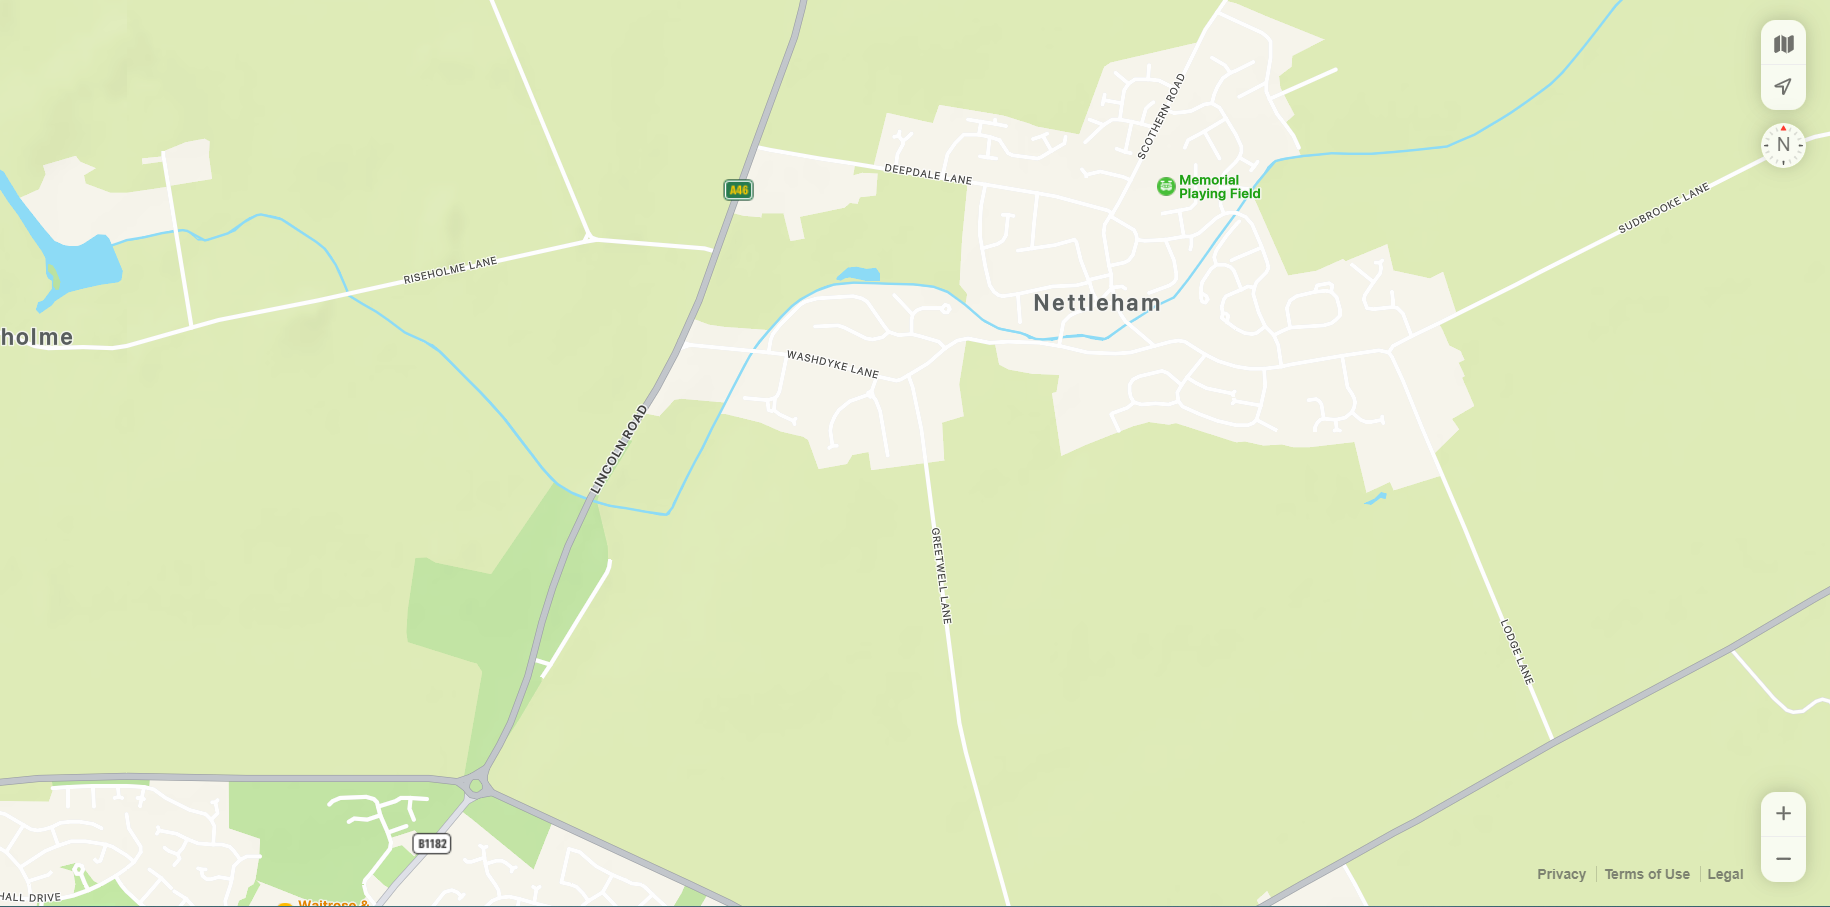 SCOTHERN ROAD
N
DEEPDALE LANE
A46
Memorial
Playing Field
SUDBROOKE LANE
RISEHOLME LANE
Nettleham
holme
WASHDYKE LANE
LINCOLN ROAD
GREETWELL LANE
LODGE LANE
B1182
HALL DRIVE
Waitrose &
Privacy
Terms of Use
Legal